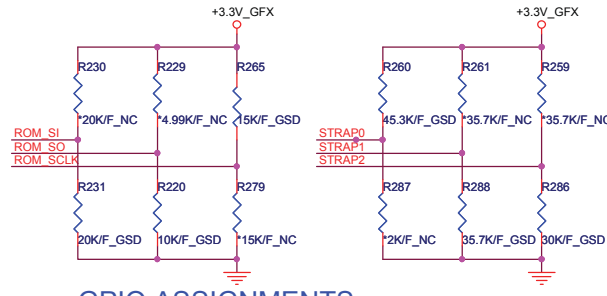 +3.3V_GFX +3.3V_GFX
R230 R229 R265 R260 R261 R259
*20K/F_NC *4.99K/F_NC 15K/F_GSD 45.3K/F_GSD *35.7K/F_NC *35.7K/F_NC
ROM_SI STRAP0
ROM_SO STRAP1
ROM_SCLK STRAP2
R231 R220 R279 R287 R288 R286
20K/F_GSD 10K/F_GSD *15K/F_NC *2K/F_NC 35.7K/F_GSD 30K/F_GSD
GPIO ASSIGNMENTS